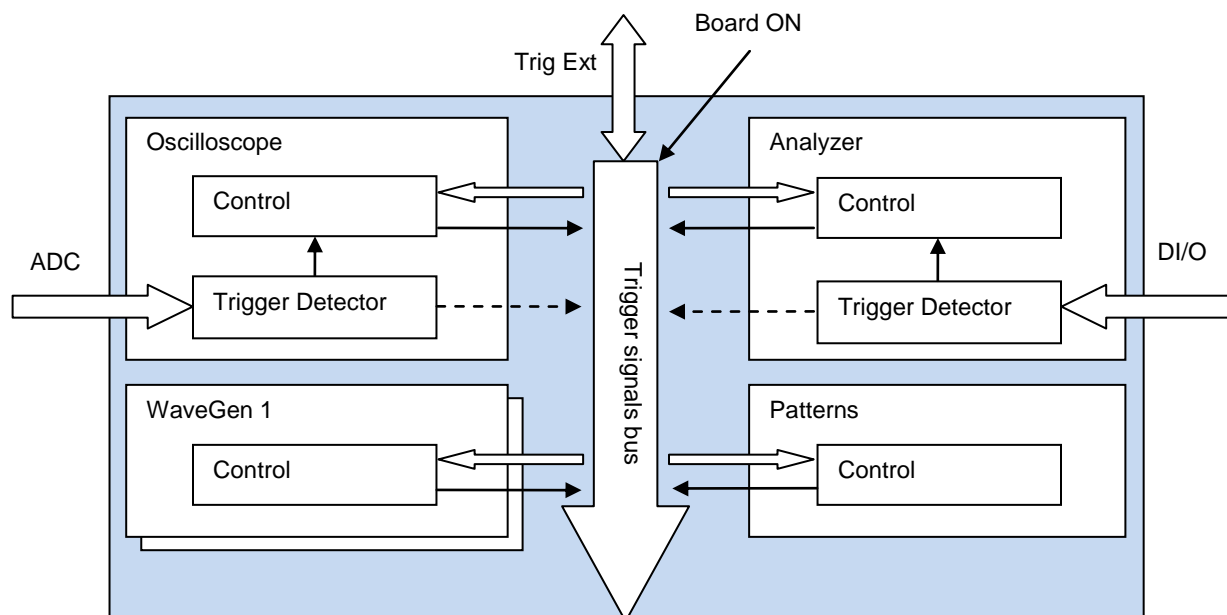 Board ON
Trig Ext
Oscilloscope
Control
Trigger Detector
ADC
WaveGen 1
Control
Trigger signals bus
Analyzer
Control
Trigger Detector
DI/O
Patterns
Control